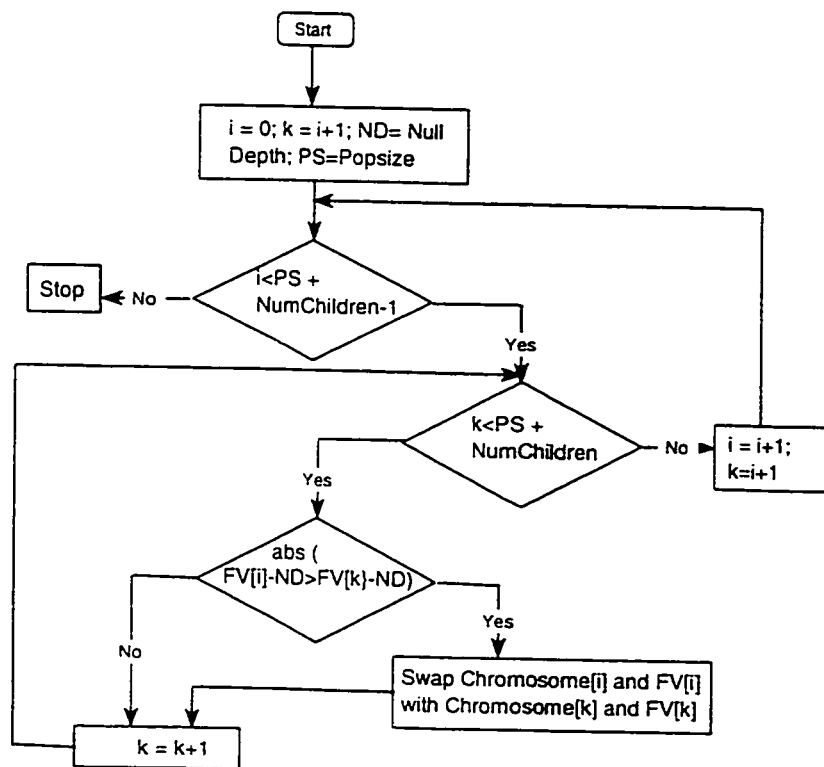 Start
i = 0; k = i+1; ND= Null
Depth; PS=Popsize
i<PS +
NumChildren-1
No
Stop
Yes
k<PS +
NumChildren
No
i = i+1;
k=i+1
Yes
abs (
FV[i]-ND>FV[k}-ND)
Yes
No
Swap Chromosome[i] and FV[i]
with Chromosome[k] and FV[k]
k = k+1